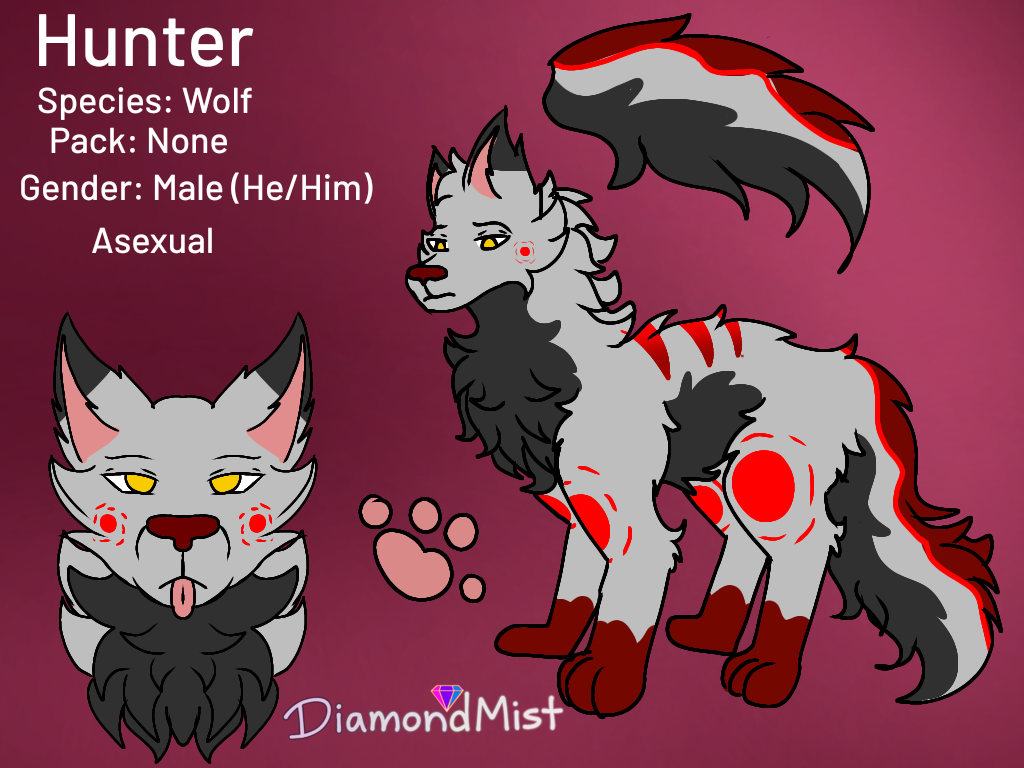 Hunter
Species: Wolf
Pack: None
Gender: Male (He/Him)
Asexual
DiamondMist